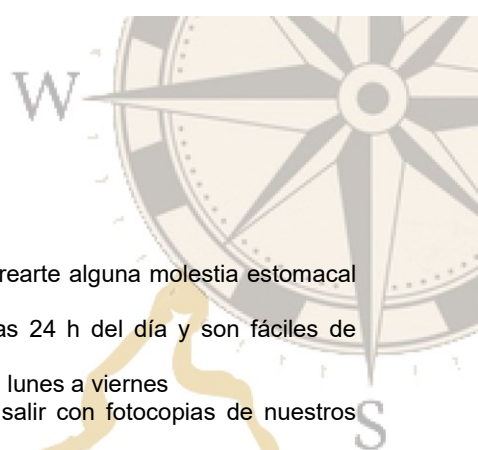 W
rearte alguna molestia estomacal
as 24 h del día y son fáciles de
lunes a viernes
salir con fotocopias de nuestros
S